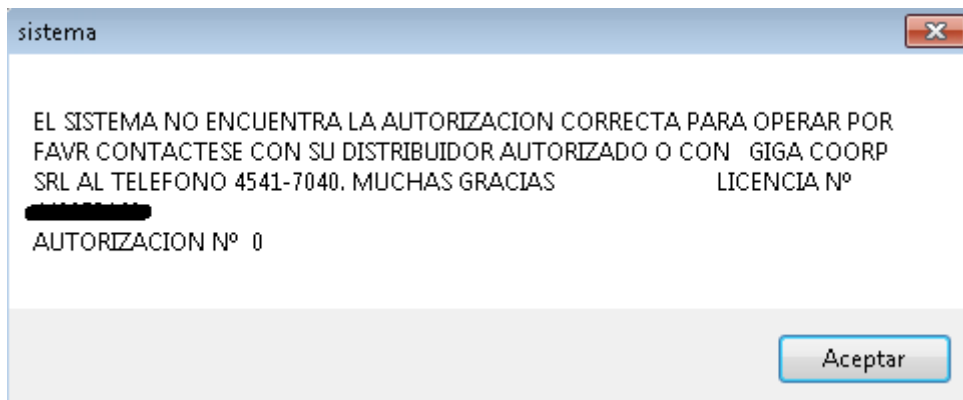 sistema
EL SISTEMA NO ENCUENTRA LA AUTORIZACION CORRECTA PARA OPERAR POR
FAVR CONTACTESE CON SU DISTRIBUIDOR AUTORIZADO O CON GIGA COORP
SRL AL TELEFONO 4541-7040. MUCHAS GRACIAS LICENCIA Nº
AUTORIZACION Nº 0
Aceptar